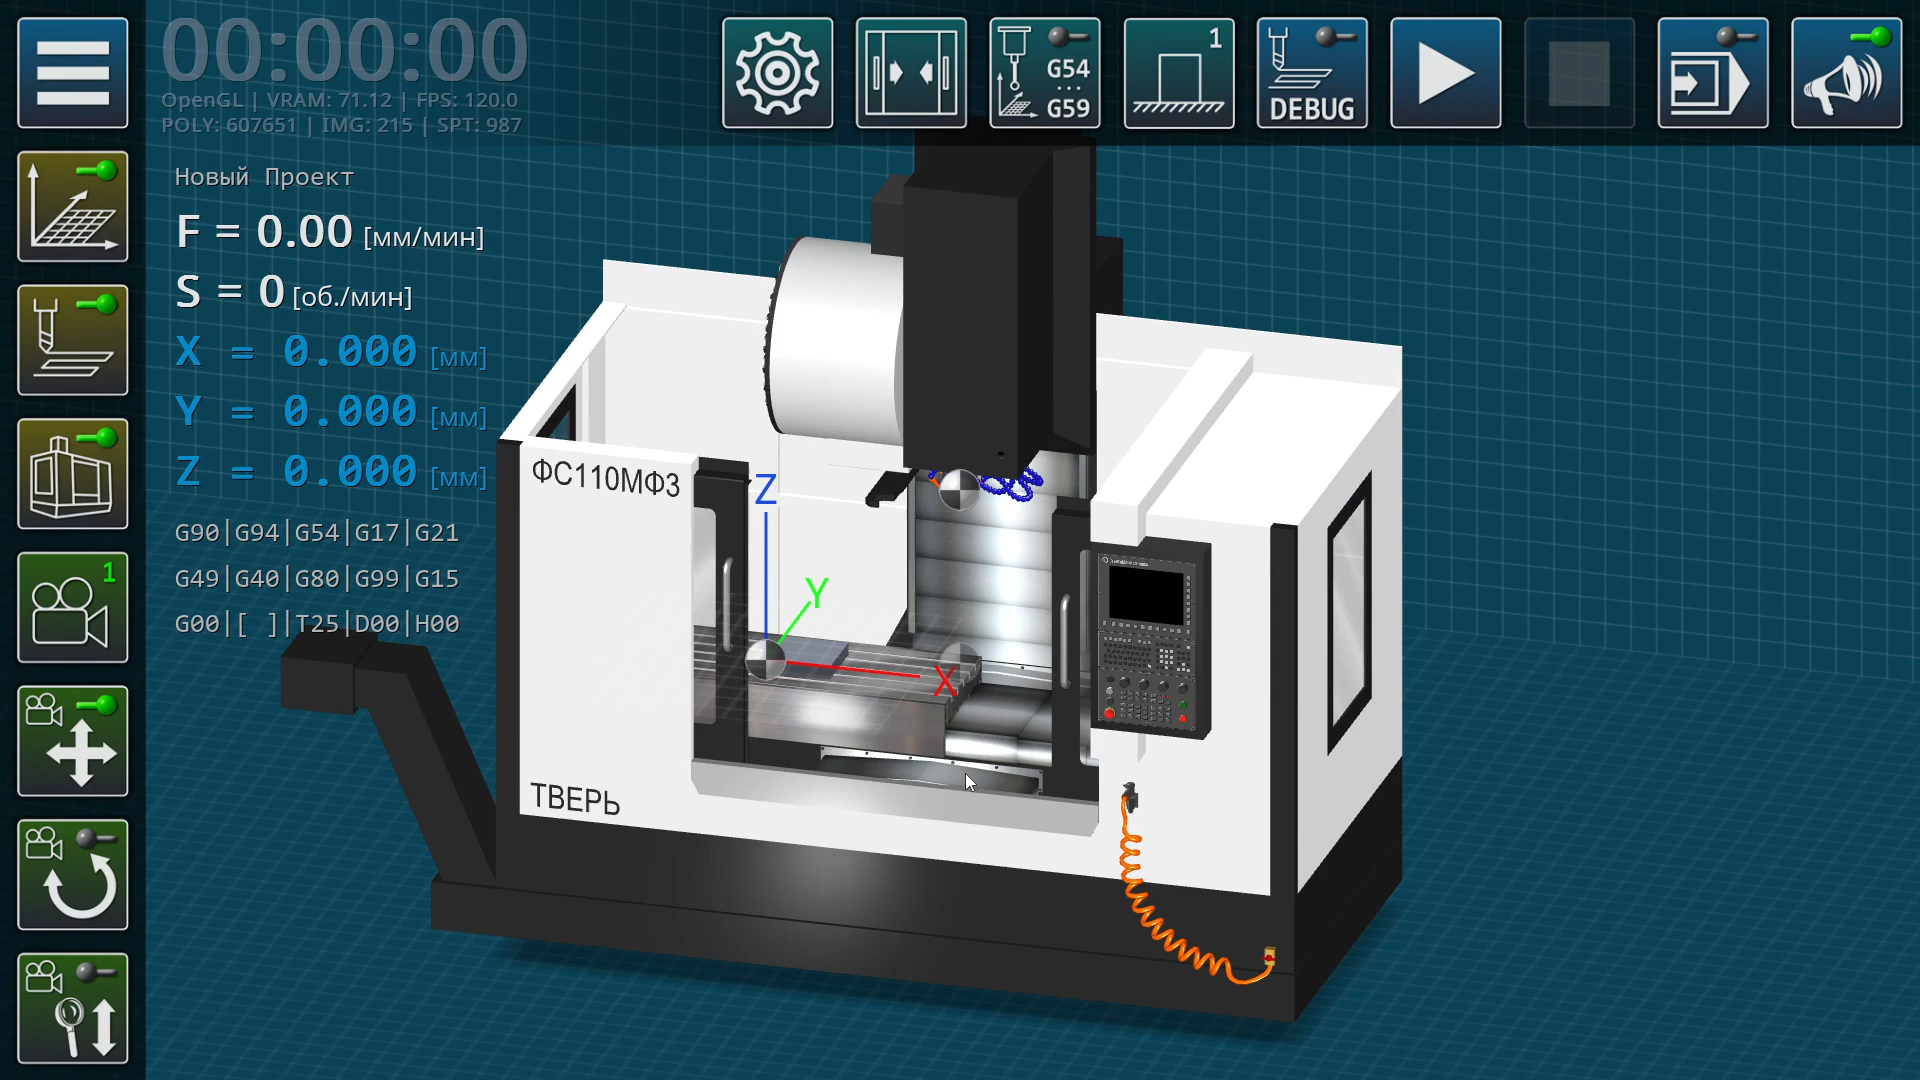 00:00:00
OpenGL | VRAM: 71.12 | FPS: 120.0
POLY: 607651 | IMG: 215 | SPT: 987
G54
...
G59
1
DEBUG
Новый Проект
F = 0.00 [мм/мин]
S = 0 [об./мин]
X = 0.000 [мм]
Y = 0.000 [мм]
Z = 0.000 [мм]
G90|G94|G54|G17|G21
G49|G40|G80|G99|G15
G00|[ ]|T25|D00|H00
1
ФС110МФ3
Z
Y
X
ТВЕРЬ